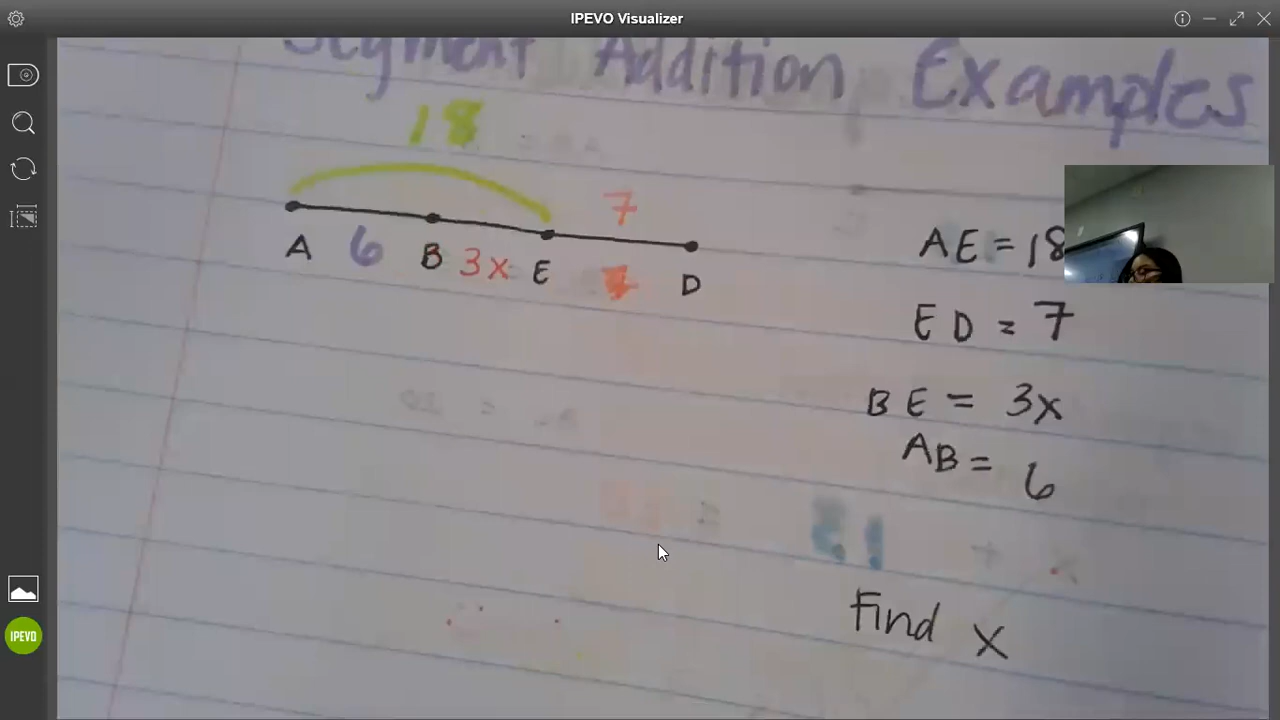 IPEVO Visualizer
Segment Addition Examples
18
7
A 6 B 3x E D
AE = 18
ED = 7
BE = 3x
AB = 6
Find x
IPEVO